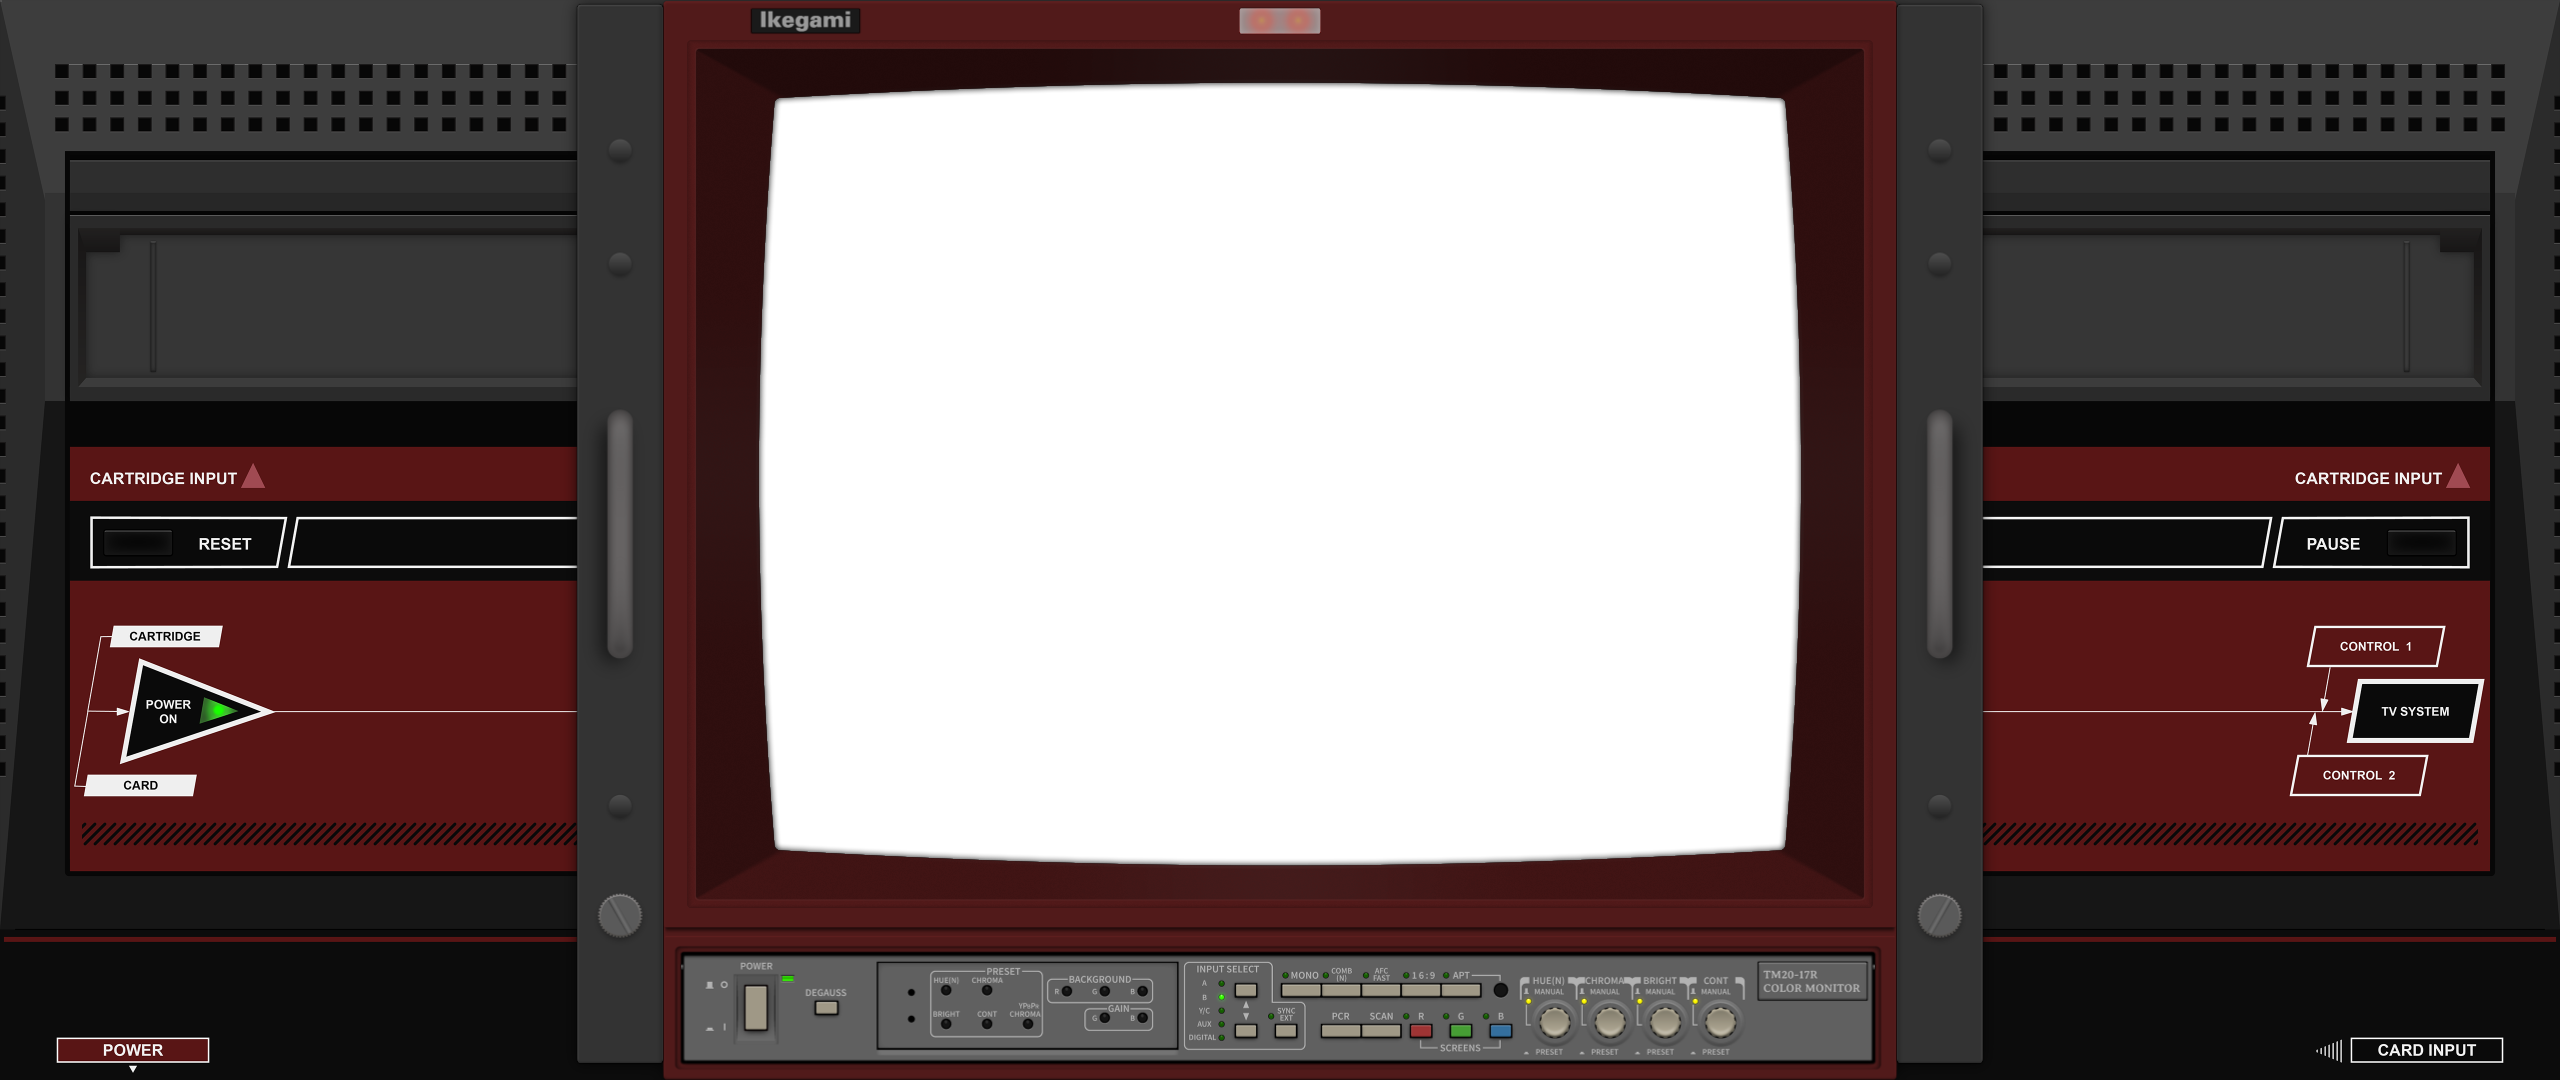 Ikegami
CARTRIDGE INPUT
RESET
CARTRIDGE
POWER
ON
CARD
POWER
CARTRIDGE INPUT
PAUSE
CONTROL 1
TV SYSTEM
CONTROL 2
CARD INPUT
POWER
DEGAUSS
PRESET
HUE(N) CHROMA
BRIGHT CONT YPBPR CHROMA
BACKGROUND
R G B
GAIN
G B
INPUT SELECT
A
B
Y/C
AUX
DIGITAL
SYNC
EXT
MONO COMB (N) AFC FAST 16:9 APT
PCR SCAN R G B
SCREENS
HUE(N) CHROMA BRIGHT CONT
MANUAL MANUAL MANUAL MANUAL
PRESET PRESET PRESET PRESET
TM20-17R
COLOR MONITOR